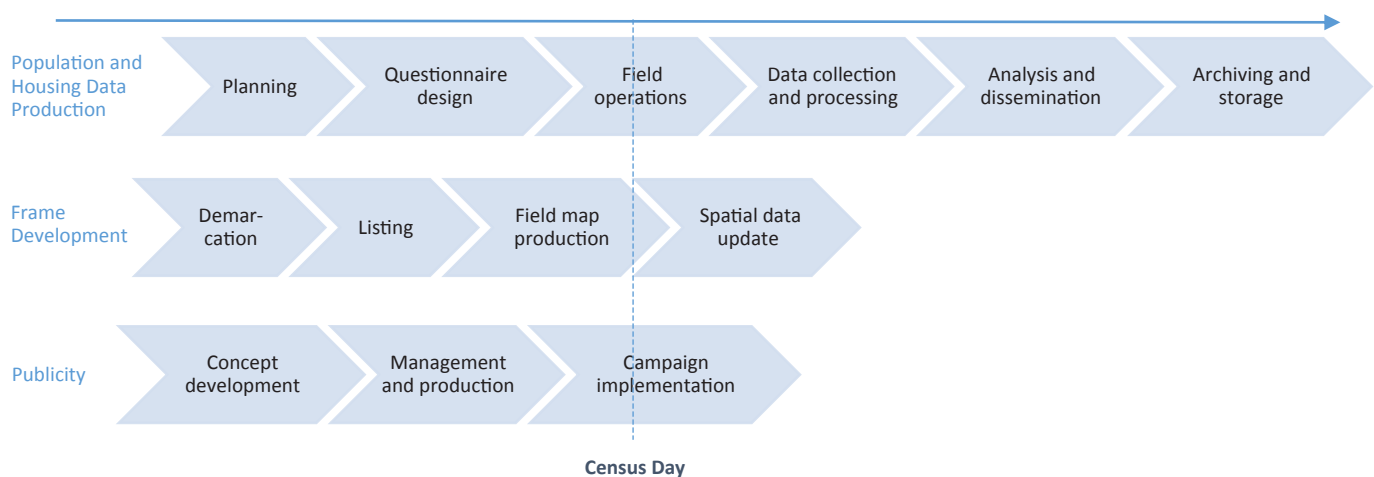 Population and
Housing Data
Production
Planning
Questionnaire
design
Field
operations
Data collection
and processing
Analysis and
dissemination
Archiving and
storage
Frame
Development
Demar-
cation
Listing
Field map
production
Spatial data
update
Publicity
Concept
development
Management
and production
Campaign
implementation
Census Day